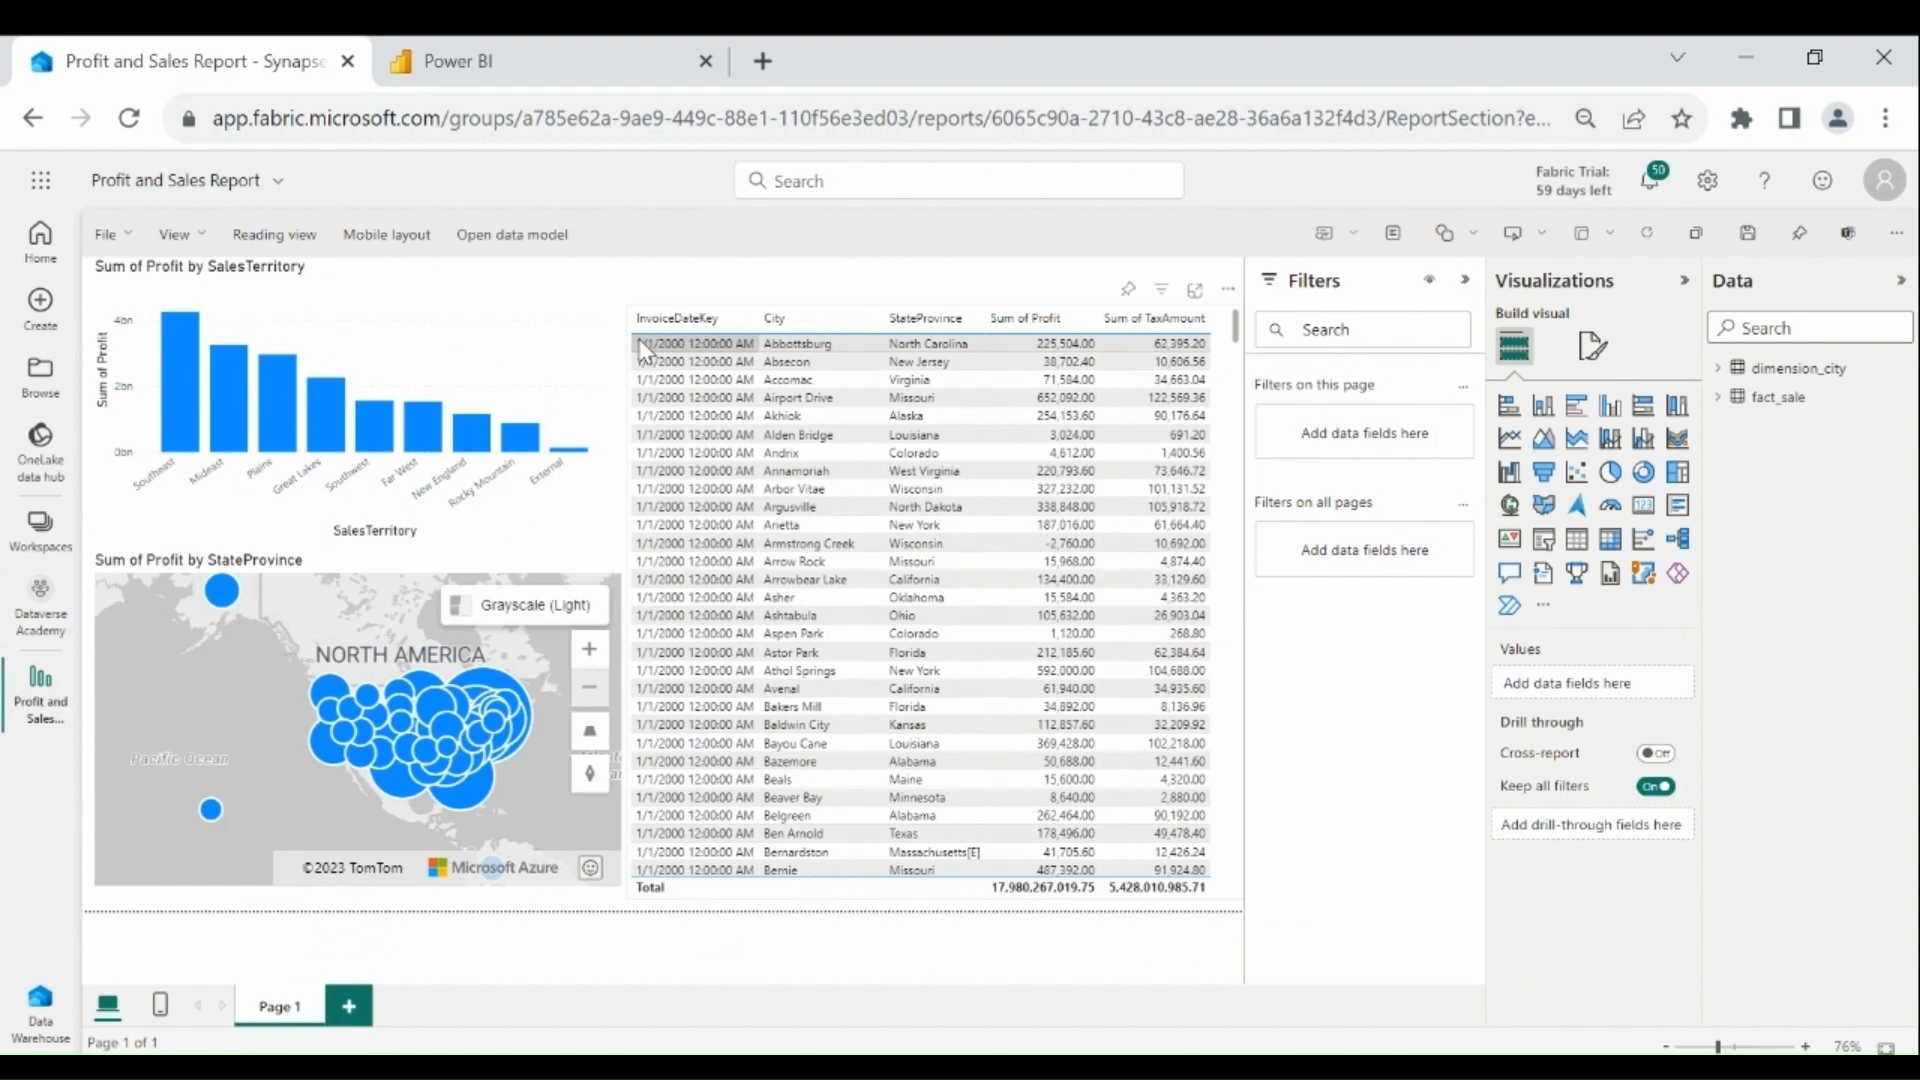 Profit and Sales Report - Synapse
Power BI
app.fabric.microsoft.com/groups/a785e62a-9ae9-449c-88e1-110f56e3ed03/reports/6065c90a-2710-43c8-ae28-36a6a132f4d3/ReportSection?e...
Profit and Sales Report
Search
Fabric Trial:
59 days left
50
Home
Create
Browse
OneLake
data hub
Workspaces
Dataverse
Academy
Profit and
Sales...
Data
Warehouse
File View Reading view Mobile layout Open data model
Sum of Profit by SalesTerritory
Sum of Profit
4bn
2bn
0bn
Southeast Mideast Plains Great Lakes Southwest Far West New England Rocky Mountain External
SalesTerritory
Sum of Profit by StateProvince
Grayscale (Light)
NORTH AMERICA
Pacific Ocean
©2023 TomTom Microsoft Azure
InvoiceDateKey City StateProvince Sum of Profit Sum of TaxAmount
1/1/2000 12:00:00 AM Abbottsburg North Carolina 225,504.00 62,395.20
1/1/2000 12:00:00 AM Absecon New Jersey 38,702.40 10,606.56
1/1/2000 12:00:00 AM Accomac Virginia 71,584.00 34,663.04
1/1/2000 12:00:00 AM Airport Drive Missouri 652,092.00 122,569.36
1/1/2000 12:00:00 AM Akhiok Alaska 254,153.60 90,176.64
1/1/2000 12:00:00 AM Alden Bridge Louisiana 3,024.00 691.20
1/1/2000 12:00:00 AM Andrix Colorado 4,612.00 1,400.56
1/1/2000 12:00:00 AM Annamoriah West Virginia 220,793.60 73,646.72
1/1/2000 12:00:00 AM Arbor Vitae Wisconsin 327,232.00 101,131.52
1/1/2000 12:00:00 AM Argusville North Dakota 338,848.00 105,918.72
1/1/2000 12:00:00 AM Arietta New York 187,016.00 61,664.40
1/1/2000 12:00:00 AM Armstrong Creek Wisconsin -2,760.00 10,692.00
1/1/2000 12:00:00 AM Arrow Rock Missouri 15,968.00 4,874.40
1/1/2000 12:00:00 AM Arrowbear Lake California 134,400.00 33,129.60
1/1/2000 12:00:00 AM Asher Oklahoma 15,584.00 4,363.20
1/1/2000 12:00:00 AM Ashtabula Ohio 105,632.00 26,903.04
1/1/2000 12:00:00 AM Aspen Park Colorado 1,120.00 268.80
1/1/2000 12:00:00 AM Astor Park Florida 212,185.60 62,384.64
1/1/2000 12:00:00 AM Athol Springs New York 592,000.00 104,688.00
1/1/2000 12:00:00 AM Avenal California 61,940.00 34,935.60
1/1/2000 12:00:00 AM Bakers Mill Florida 34,892.00 8,136.96
1/1/2000 12:00:00 AM Baldwin City Kansas 112,857.60 32,209.92
1/1/2000 12:00:00 AM Bayou Cane Louisiana 369,428.00 102,218.00
1/1/2000 12:00:00 AM Bazemore Alabama 50,688.00 12,441.60
1/1/2000 12:00:00 AM Beals Maine 15,600.00 4,320.00
1/1/2000 12:00:00 AM Beaver Bay Minnesota 8,640.00 2,880.00
1/1/2000 12:00:00 AM Belgreen Alabama 262,464.00 90,192.00
1/1/2000 12:00:00 AM Ben Arnold Texas 178,496.00 49,478.40
1/1/2000 12:00:00 AM Bernardston Massachusetts[E] 41,705.60 12,426.24
1/1/2000 12:00:00 AM Bernie Missouri 487,392.00 91,924.80
Total 17,980,267,019.75 5,428,010,985.71
Filters
Search
Filters on this page
Add data fields here
Filters on all pages
Add data fields here
Visualizations
Build visual
123
Values
Add data fields here
Drill through
Cross-report Off
Keep all filters On
Add drill-through fields here
Data
Search
dimension_city
fact_sale
Page 1
Page 1 of 1
76%